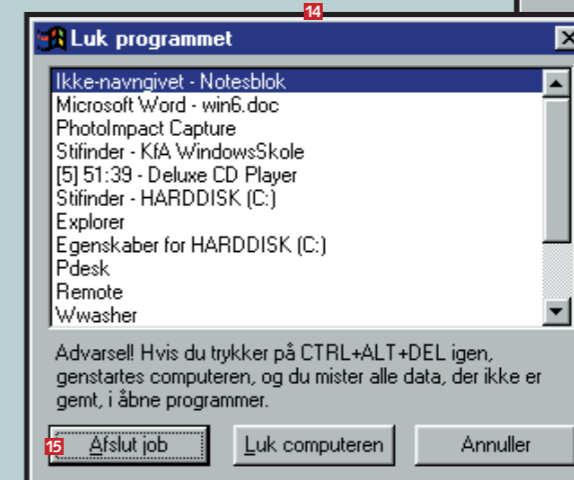 14
Luk programmet
Ikke-navngivet - Notesblok
Microsoft Word - win6.doc
PhotoImpact Capture
Stifinder - KfA WindowsSkole
[5] 51:39 - Deluxe CD Player
Stifinder - HARDDISK (C:)
Explorer
Egenskaber for HARDDISK (C:)
Pdesk
Remote
Wwasher
Advarsel! Hvis du trykker på CTRL+ALT+DEL igen,
genstartes computeren, og du mister alle data, der ikke er
gemt, i åbne programmer.
15 Afslut job Luk computeren Annuller